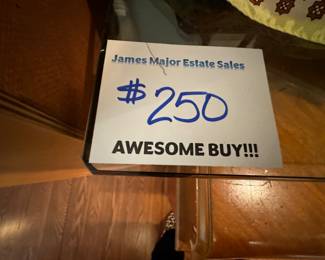 James Major Estate Sales
$250
AWESOME BUY!!!